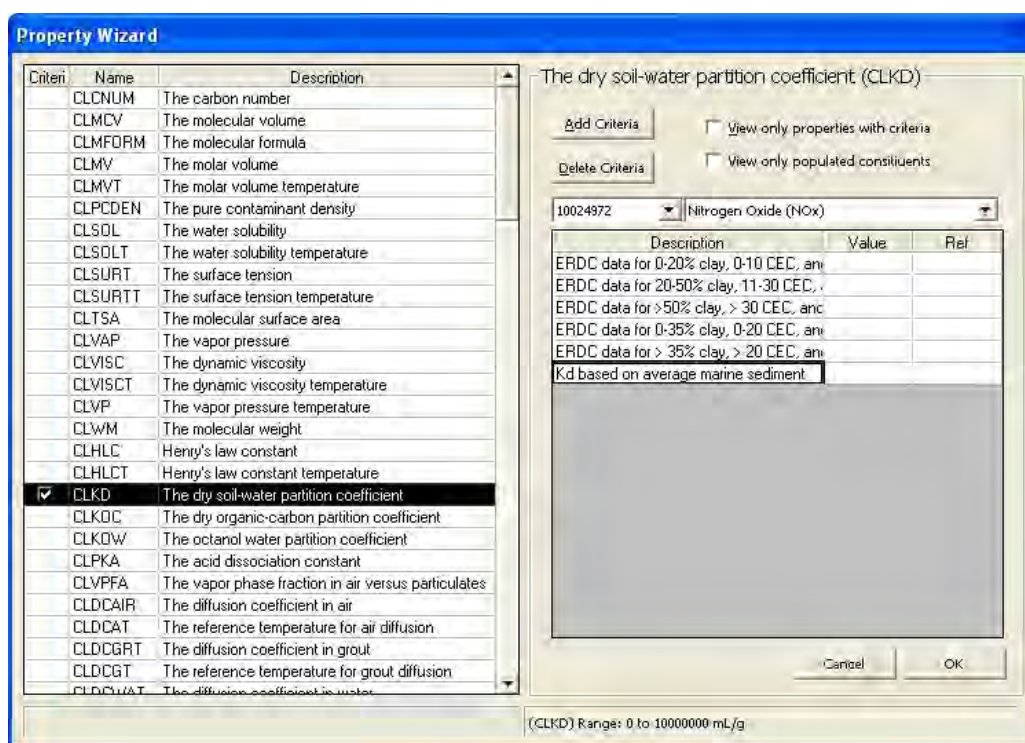 Property Wizard
Criteri Name Description
CLCNUM The carbon number
CLMCV The molecular volume
CLMFORM The molecular formula
CLMV The molar volume
CLMVT The molar volume temperature
CLPCDEN The pure contaminant density
CLSOL The water solubility
CLSOLT The water solubility temperature
CLSURT The surface tension
CLSURTT The surface tension temperature
CLTSA The molecular surface area
CLVAP The vapor pressure
CLVISC The dynamic viscosity
CLVISCT The dynamic viscosity temperature
CLVP The vapor pressure temperature
CLWM The molecular weight
CLHLC Henry's law constant
CLHLCT Henry's law constant temperature
CLKD The dry soil-water partition coefficient
CLKOC The dry organic-carbon partition coefficient
CLKOW The octanol water partition coefficient
CLPKA The acid dissociation constant
CLVPFA The vapor phase fraction in air versus particulates
CLDCAIR The diffusion coefficient in air
CLDCAT The reference temperature for air diffusion
CLDCGRT The diffusion coefficient in grout
CLDCGT The reference temperature for grout diffusion
CLDCWAT The diffusion coefficient in water
The dry soil-water partition coefficient (CLKD)
Add Criteria
View only properties with criteria
Delete Criteria
View only populated consitiuents
10024972 Nitrogen Oxide (NOx)
Description Value Ref
ERDC data for 0-20% clay, 0-10 CEC, an
ERDC data for 20-50% clay, 11-30 CEC,
ERDC data for >50% clay, > 30 CEC, anc
ERDC data for 0-35% clay, 0-20 CEC, an
ERDC data for > 35% clay, > 20 CEC, an
Kd based on average marine sediment
Cancel OK
(CLKD) Range: 0 to 10000000 mL/g